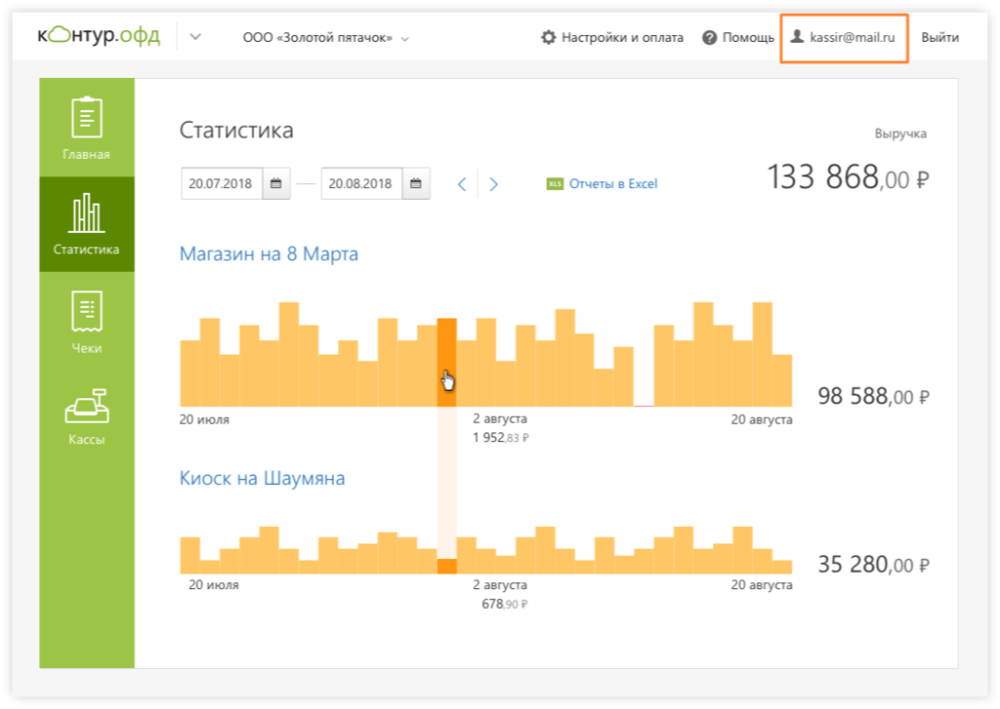 контур.офд
ООО «Золотой пятачок»
Настройки и оплата
Помощь
kassir@mail.ru
Выйти
Главная
Статистика
Чеки
Кассы
Статистика
Выручка
20.07.2018 — 20.08.2018
XLS Отчеты в Excel
133 868,00 ₽
Магазин на 8 Марта
98 588,00 ₽
20 июля
2 августа
20 августа
1 952,83 ₽
Киоск на Шаумяна
35 280,00 ₽
20 июля
2 августа
20 августа
678,90 ₽